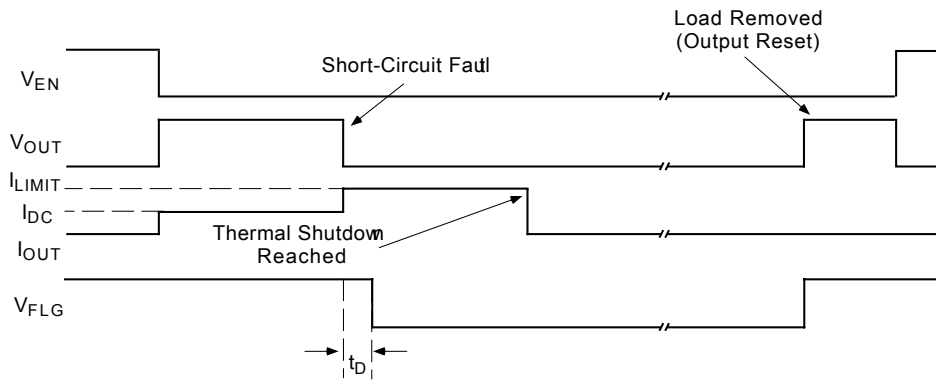 Load Removed
(Output Reset)
VEN
Short-Circuit Fautl
VOUT
ILIMIT
IDC
Thermal Shutdown
Reached
IOUT
VFLG
tD